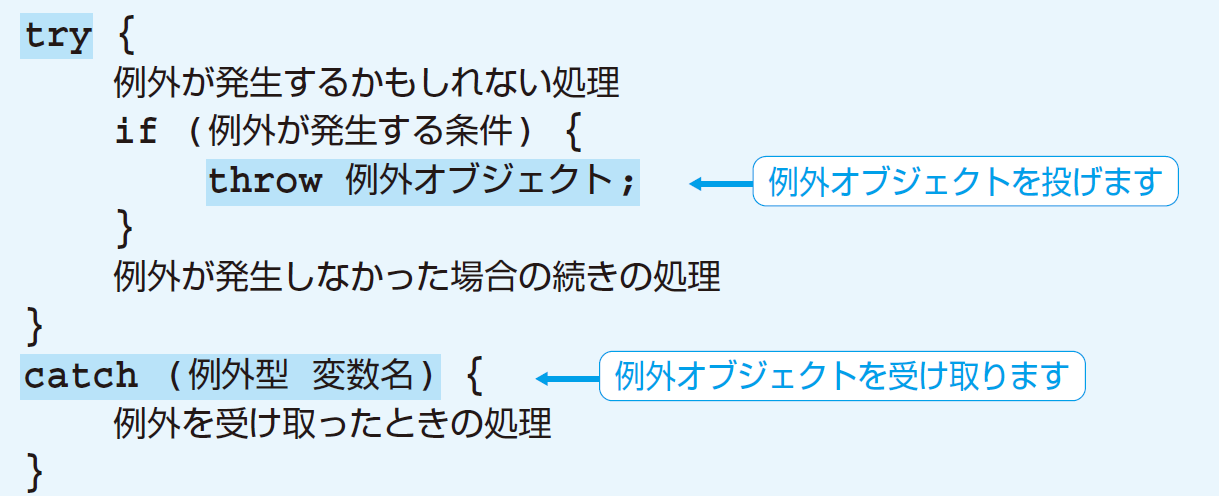 try {
例外が発生するかもしれない処理
if (例外が発生する条件) {
throw 例外オブジェクト;
例外オブジェクトを投げます
}
例外が発生しなかった場合の続きの処理
}
catch (例外型 変数名) {
例外オブジェクトを受け取ります
例外を受け取ったときの処理
}